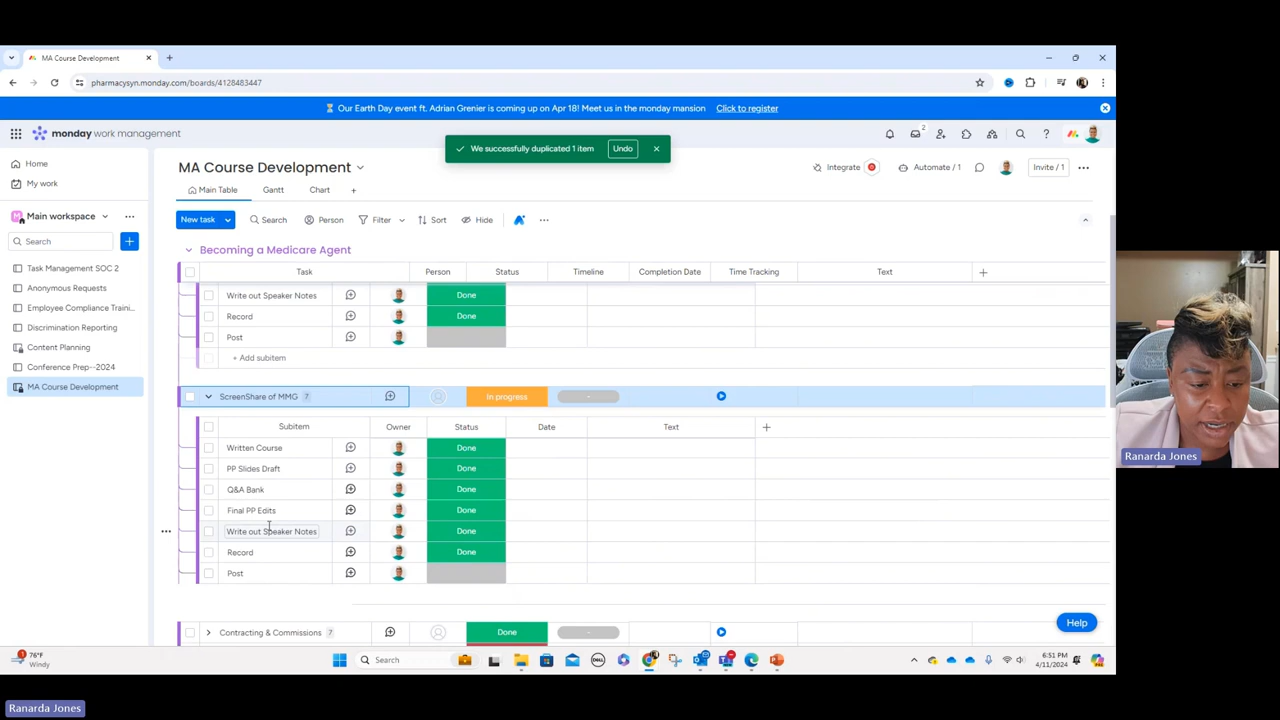 MA Course Development
pharmacysyn.monday.com/boards/4128483447
Our Earth Day event ft. Adrian Grenier is coming up on Apr 18! Meet us in the monday mansion Click to register
monday work management
2
We successfully duplicated 1 item Undo
Home
My work
Main workspace
Search
Task Management SOC 2
Anonymous Requests
Employee Compliance Traini...
Discrimination Reporting
Content Planning
Conference Prep--2024
MA Course Development
MA Course Development
Integrate
Automate / 1
Invite / 1
Main Table Gantt Chart
New task Search Person Filter Sort Hide
Becoming a Medicare Agent
Task Person Status Timeline Completion Date Time Tracking Text
Write out Speaker Notes Done
Record Done
Post
+ Add subitem
ScreenShare of MMG 7 In progress -
Subitem Owner Status Date Text
Written Course Done
PP Slides Draft Done
Q&A Bank Done
Final PP Edits Done
Write out Speaker Notes Done
Record Done
Post
Contracting & Commissions 7 Done -
Help
Ranarda Jones
1
76°F
Windy
Search
6:51 PM
4/11/2024
Ranarda Jones